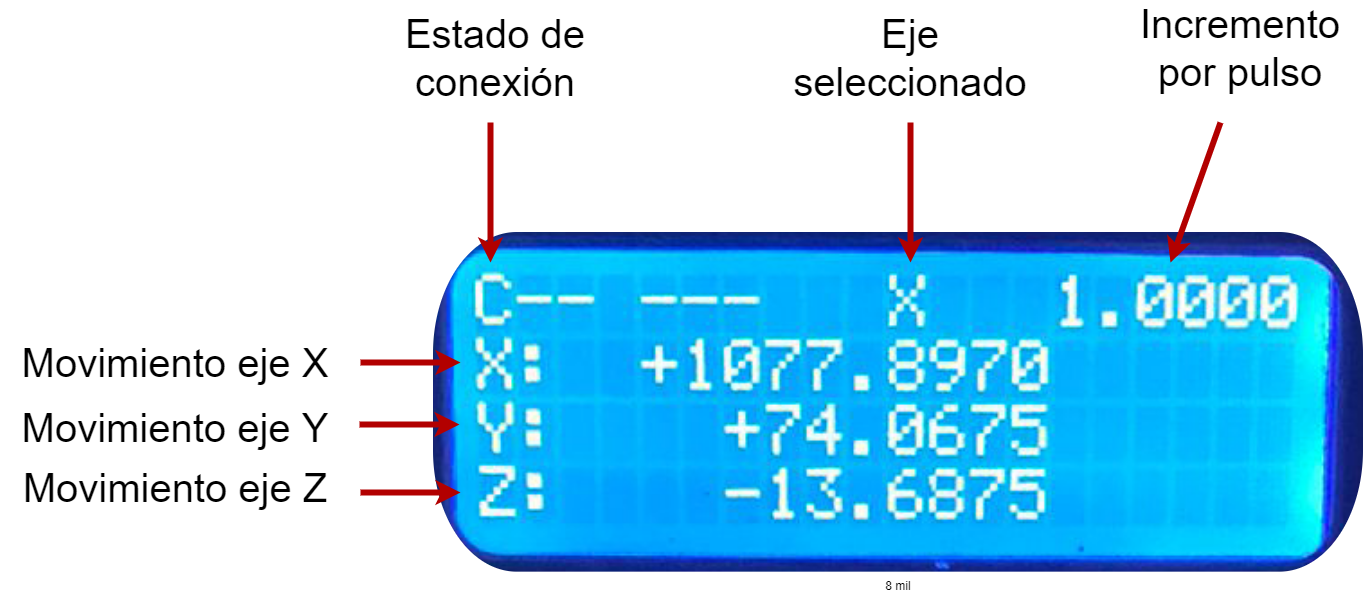 Estado de
conexión
Eje
seleccionado
Incremento
por pulso
C-- --- X 1.0000
Movimiento eje X
X: +1077.8970
Movimiento eje Y
Y: +74.0675
Movimiento eje Z
Z: -13.6875
8 mil